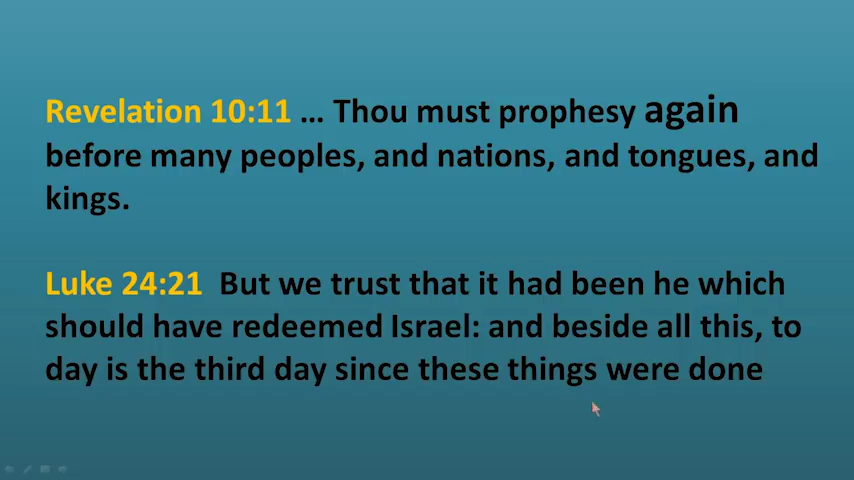 Revelation 10:11 ... Thou must prophesy again
before many peoples, and nations, and tongues, and
kings.
Luke 24:21  But we trust that it had been he which
should have redeemed Israel: and beside all this, to
day is the third day since these things were done